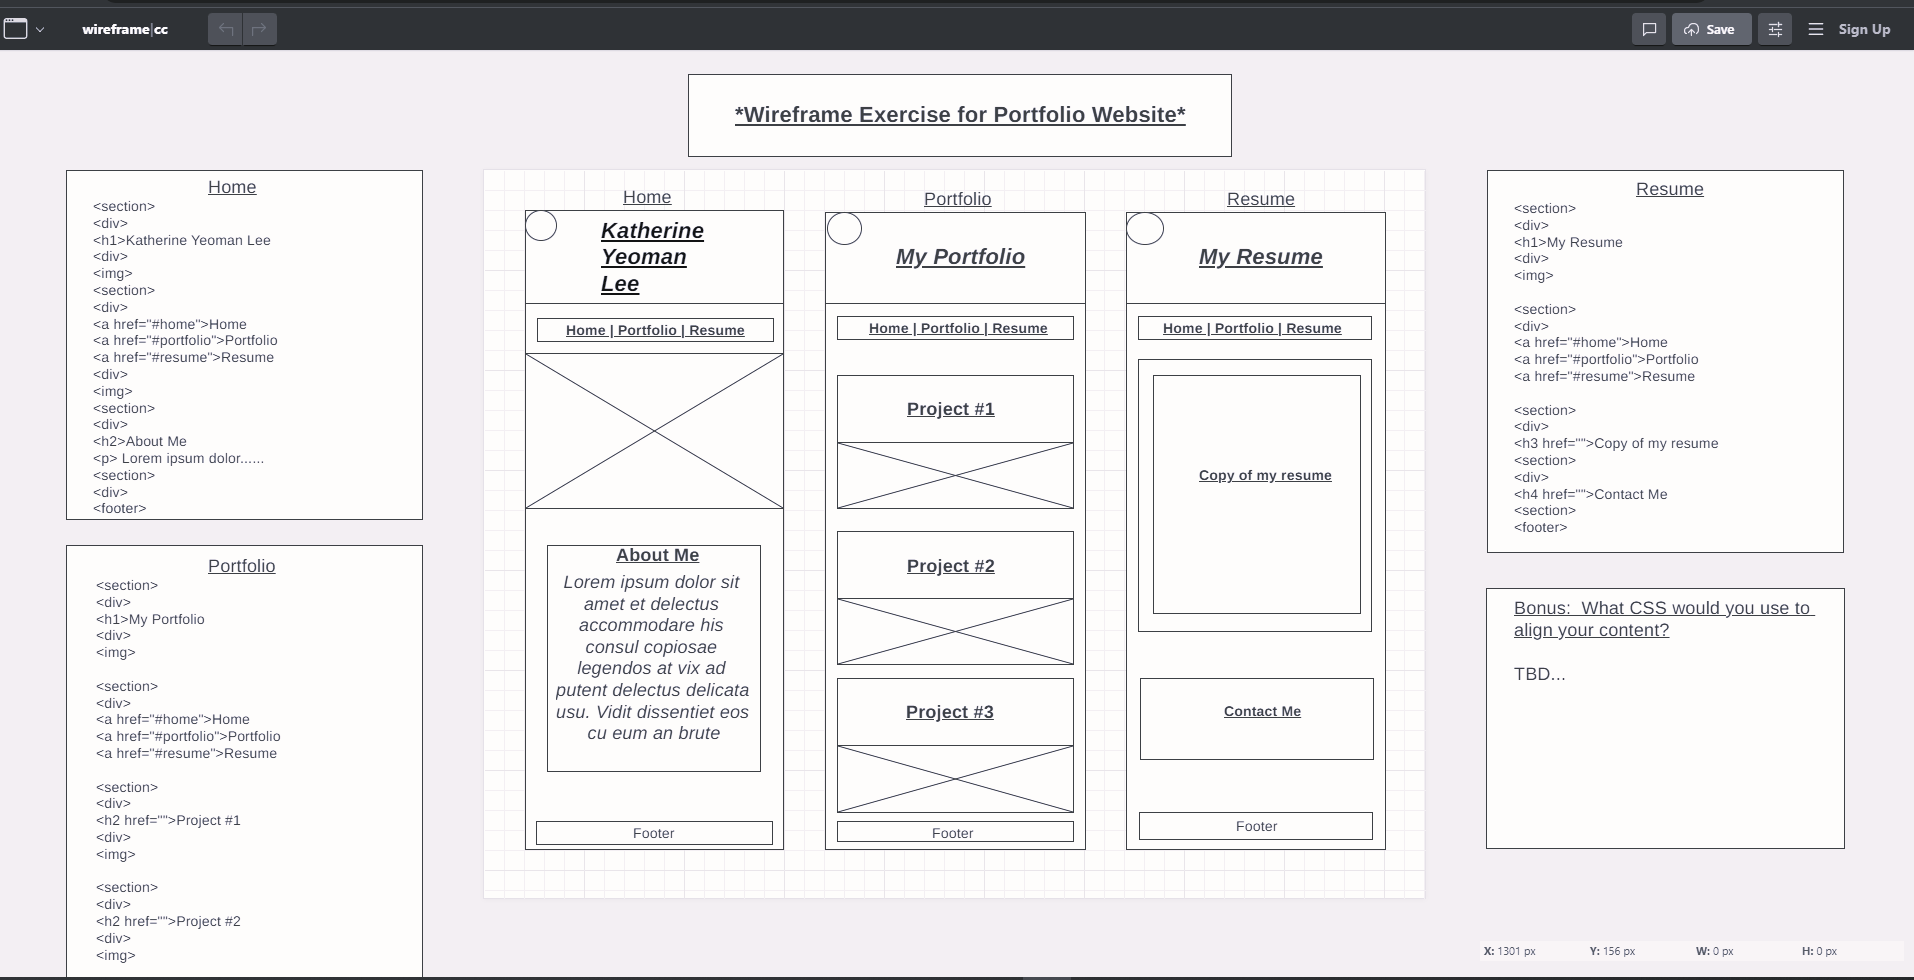 wireframe|cc
Save
Sign Up
*Wireframe Exercise for Portfolio Website*
Home
<section>
<div>
<h1>Katherine Yeoman Lee
<div>
<img>
<section>
<div>
<a href="#home">Home
<a href="#portfolio">Portfolio
<a href="#resume">Resume
<div>
<img>
<section>
<div>
<h2>About Me
<p> Lorem ipsum dolor......
<section>
<div>
<footer>
Portfolio
<section>
<div>
<h1>My Portfolio
<div>
<img>
<section>
<div>
<a href="#home">Home
<a href="#portfolio">Portfolio
<a href="#resume">Resume
<section>
<div>
<h2 href="">Project #1
<div>
<img>
<section>
<div>
<h2 href="">Project #2
<div>
<img>
Home
Katherine
Yeoman
Lee
Home | Portfolio | Resume
About Me
Lorem ipsum dolor sit
amet et delectus
accommodare his
consul copiosae
legendos at vix ad
putent delectus delicata
usu. Vidit dissentiet eos
cu eum an brute
Footer
Portfolio
My Portfolio
Home | Portfolio | Resume
Project #1
Project #2
Project #3
Footer
Resume
My Resume
Home | Portfolio | Resume
Copy of my resume
Contact Me
Footer
Resume
<section>
<div>
<h1>My Resume
<div>
<img>
<section>
<div>
<a href="#home">Home
<a href="#portfolio">Portfolio
<a href="#resume">Resume
<section>
<div>
<h3 href="">Copy of my resume
<section>
<div>
<h4 href="">Contact Me
<section>
<footer>
Bonus:  What CSS would you use to
align your content?
TBD...
X: 1301 px Y: 156 px W: 0 px H: 0 px